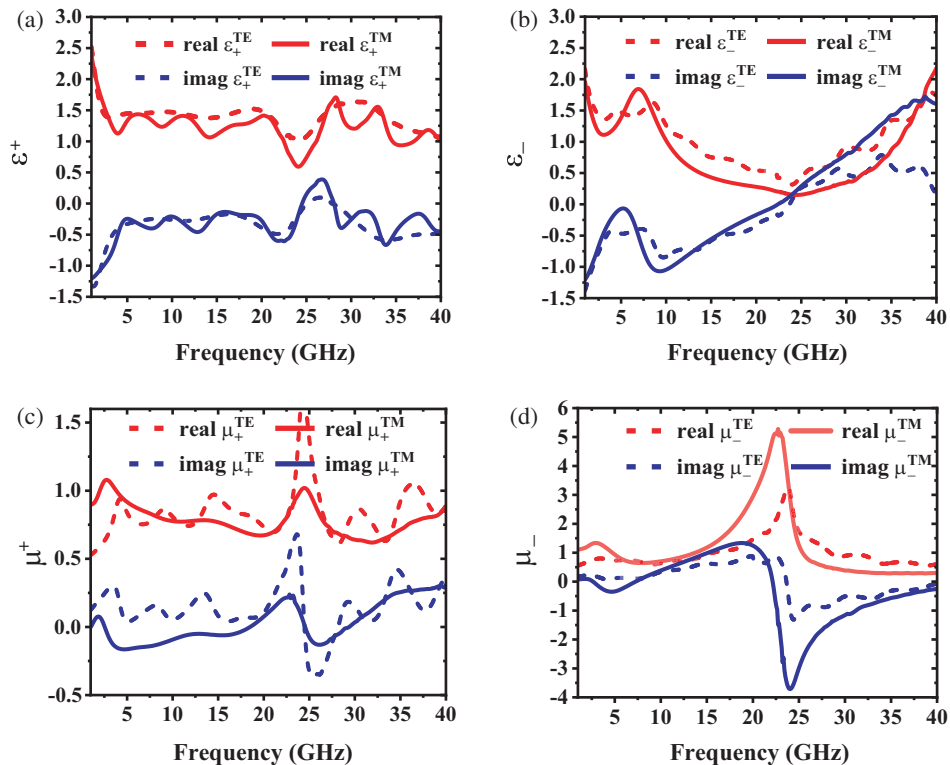 (a)
3.0
2.5
2.0
1.5
1.0
0.5
0.0
-0.5
-1.0
-1.5
ε⁺
real ε₊ᵀᴱ real ε₊ᵀᴹ
imag ε₊ᵀᴱ imag ε₊ᵀᴹ
5 10 15 20 25 30 35 40
Frequency (GHz)
(b)
3.0
2.5
2.0
1.5
1.0
0.5
0.0
-0.5
-1.0
-1.5
ε₋
real ε₋ᵀᴱ real ε₋ᵀᴹ
imag ε₋ᵀᴱ imag ε₋ᵀᴹ
5 10 15 20 25 30 35 40
Frequency (GHz)
(c)
1.5
1.0
0.5
0.0
-0.5
μ⁺
real μ₊ᵀᴱ real μ₊ᵀᴹ
imag μ₊ᵀᴱ imag μ₊ᵀᴹ
5 10 15 20 25 30 35 40
Frequency (GHz)
(d)
6
5
4
3
2
1
0
-1
-2
-3
-4
μ₋
real μ₋ᵀᴱ real μ₋ᵀᴹ
imag μ₋ᵀᴱ imag μ₋ᵀᴹ
5 10 15 20 25 30 35 40
Frequency (GHz)